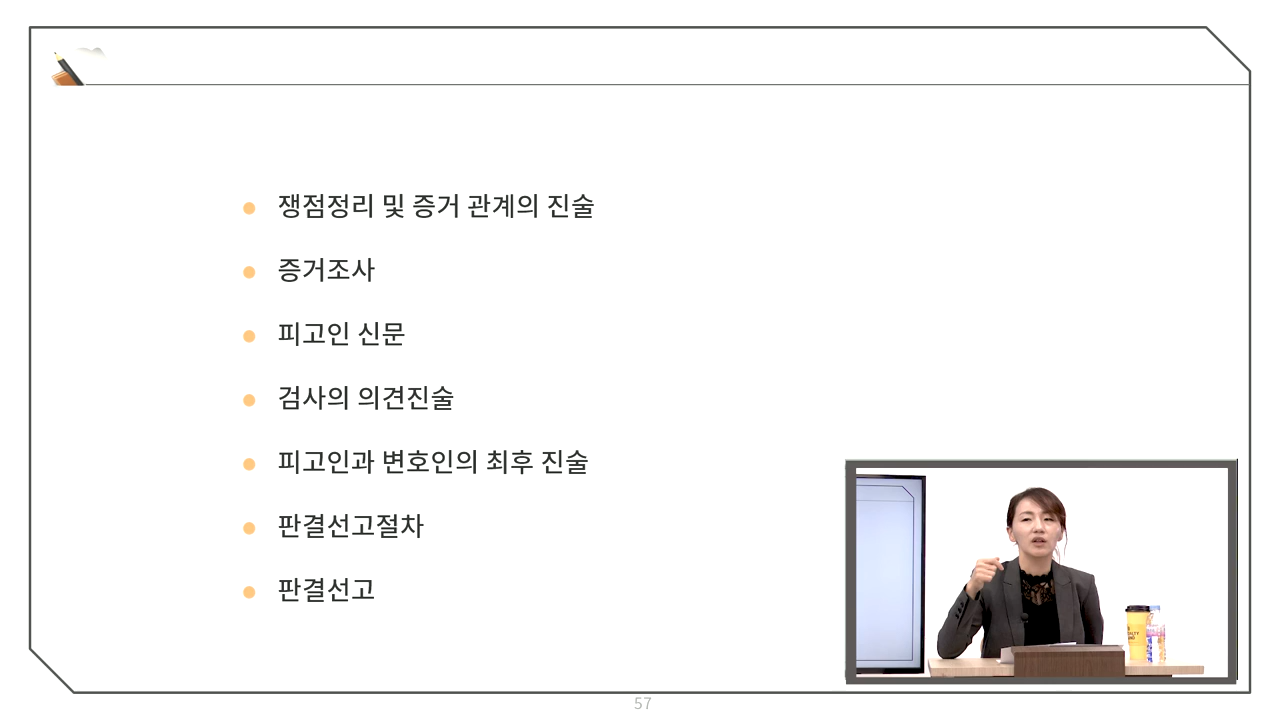 쟁점정리 및 증거 관계의 진술
증거조사
피고인 신문
검사의 의견진술
피고인과 변호인의 최후 진술
판결선고절차
판결선고
57